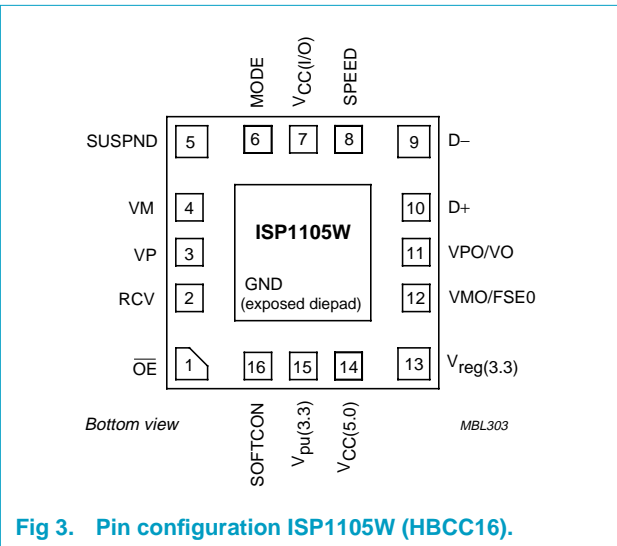 MODE
VCC(I/O)
SPEED
SUSPND 5 6 7 8 9 D−
VM 4 10 D+
ISP1105W
VP 3 11 VPO/VO
GND
(exposed diepad)
RCV 2 12 VMO/FSE0
OE 1 16 15 14 13 Vreg(3.3)
Bottom view
SOFTCON
Vpu(3.3)
VCC(5.0)
MBL303
Fig 3. Pin configuration ISP1105W (HBCC16).